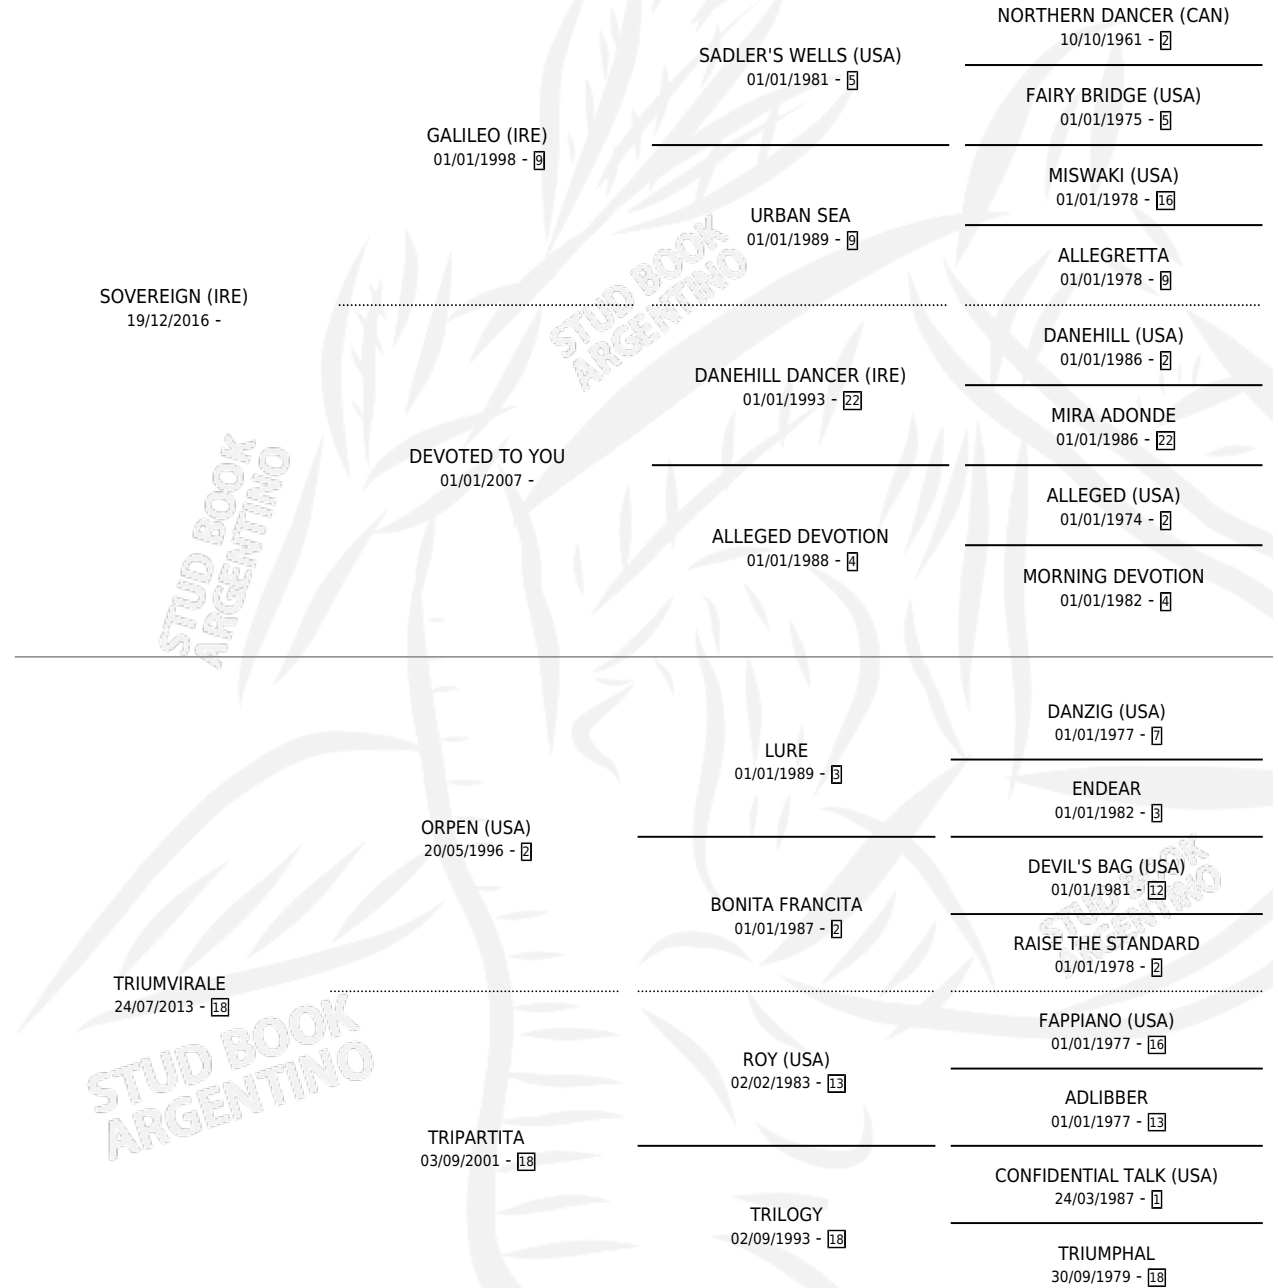 NORTHERN DANCER (CAN)
10/10/1961 - 2
SADLER'S WELLS (USA)
01/01/1981 - 5
FAIRY BRIDGE (USA)
01/01/1975 - 5
GALILEO (IRE)
01/01/1998 - 9
MISWAKI (USA)
01/01/1978 - 16
URBAN SEA
01/01/1989 - 9
ALLEGRETTA
01/01/1978 - 9
SOVEREIGN (IRE)
19/12/2016 -
DANEHILL (USA)
01/01/1986 - 2
DANEHILL DANCER (IRE)
01/01/1993 - 22
MIRA ADONDE
01/01/1986 - 22
DEVOTED TO YOU
01/01/2007 -
ALLEGED (USA)
01/01/1974 - 2
ALLEGED DEVOTION
01/01/1988 - 4
MORNING DEVOTION
01/01/1982 - 4
DANZIG (USA)
01/01/1977 - 7
LURE
01/01/1989 - 3
ENDEAR
01/01/1982 - 3
ORPEN (USA)
20/05/1996 - 2
DEVIL'S BAG (USA)
01/01/1981 - 12
BONITA FRANCITA
01/01/1987 - 2
RAISE THE STANDARD
01/01/1978 - 2
TRIUMVIRALE
24/07/2013 - 18
FAPPIANO (USA)
01/01/1977 - 16
ROY (USA)
02/02/1983 - 13
ADLIBBER
01/01/1977 - 13
TRIPARTITA
03/09/2001 - 18
CONFIDENTIAL TALK (USA)
24/03/1987 - 1
TRILOGY
02/09/1993 - 18
TRIUMPHAL
30/09/1979 - 18
STUD BOOK
ARGENTINO
STUD BOOK
ARGENTINO
STUD BOOK
ARGENTINO
STUD BOOK
ARGENTINO